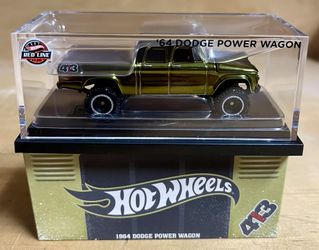 RED LINE
'64 DODGE POWER WAGON
413
HOT WHEELS
413
1964 DODGE POWER WAGON